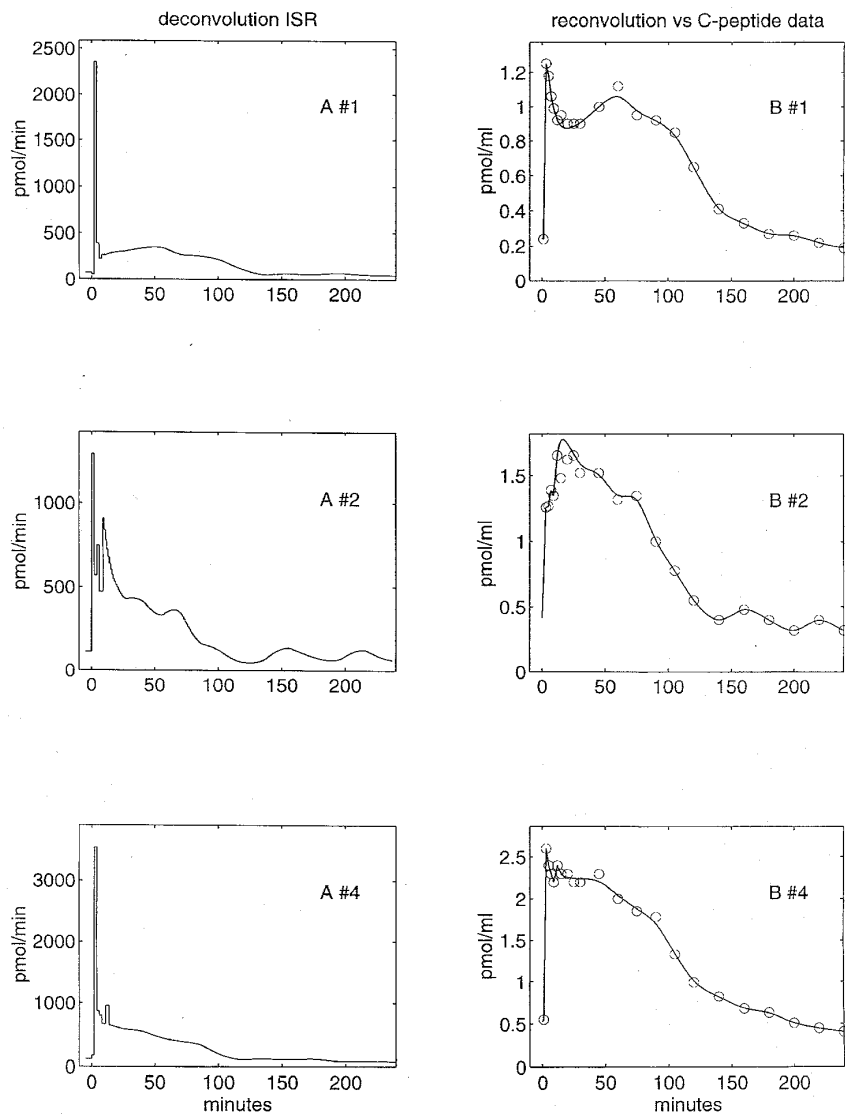 deconvolution ISR
reconvolution vs C-peptide data
2500
2000
1500
1000
500
0
pmol/min
A #1
0 50 100 150 200
1.2
1
0.8
0.6
0.4
0.2
0
pmol/ml
B #1
0 50 100 150 200
1000
500
0
pmol/min
A #2
0 50 100 150 200
1.5
1
0.5
0
pmol/ml
B #2
0 50 100 150 200
3000
2000
1000
0
pmol/min
A #4
0 50 100 150 200
minutes
2.5
2
1.5
1
0.5
0
pmol/ml
B #4
0 50 100 150 200
minutes